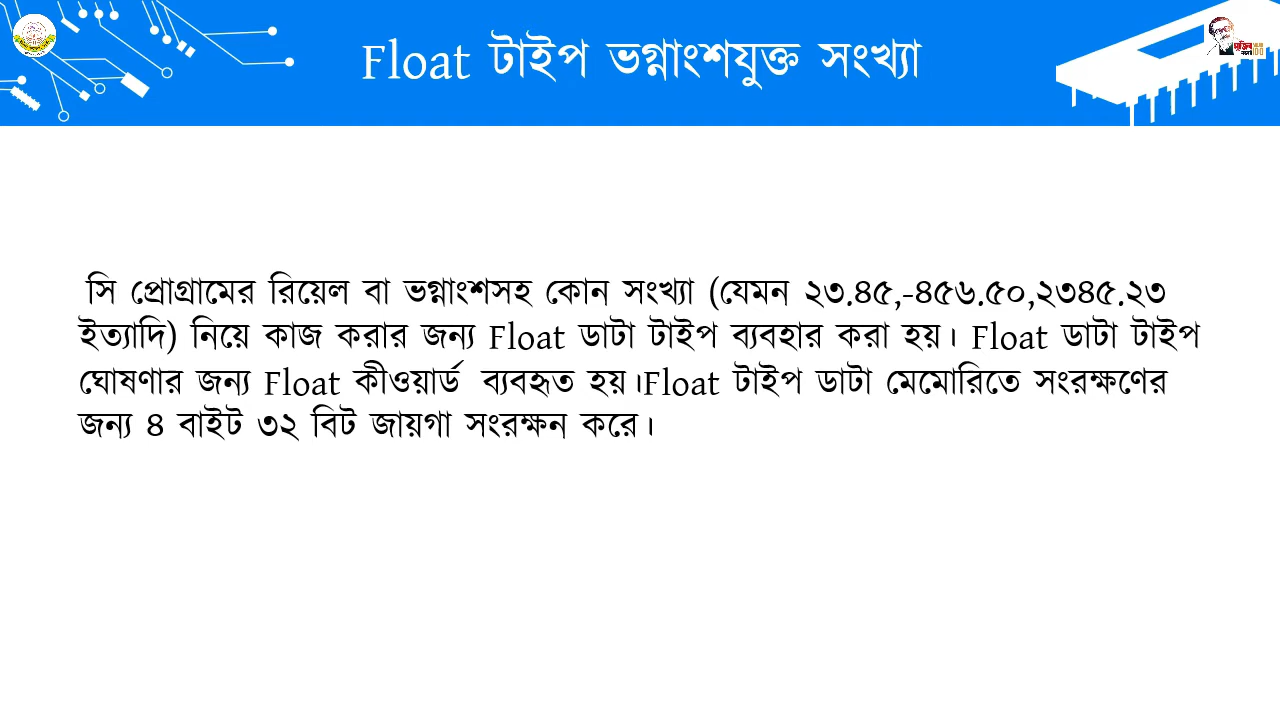 Float টাইপ ভগ্নাংশযুক্ত সংখ্যা
সি প্রোগ্রামের রিয়েল বা ভগ্নাংশসহ কোন সংখ্যা (যেমন ২৩.৪৫,-৪৫৬.৫০,২৩৪৫.২৩
ইত্যাদি) নিয়ে কাজ করার জন্য Float ডাটা টাইপ ব্যবহার করা হয়। Float ডাটা টাইপ
ঘোষণার জন্য Float কীওয়ার্ড ব্যবহৃত হয়।Float টাইপ ডাটা মেমোরিতে সংরক্ষণের
জন্য ৪ বাইট ৩২ বিট জায়গা সংরক্ষন করে।